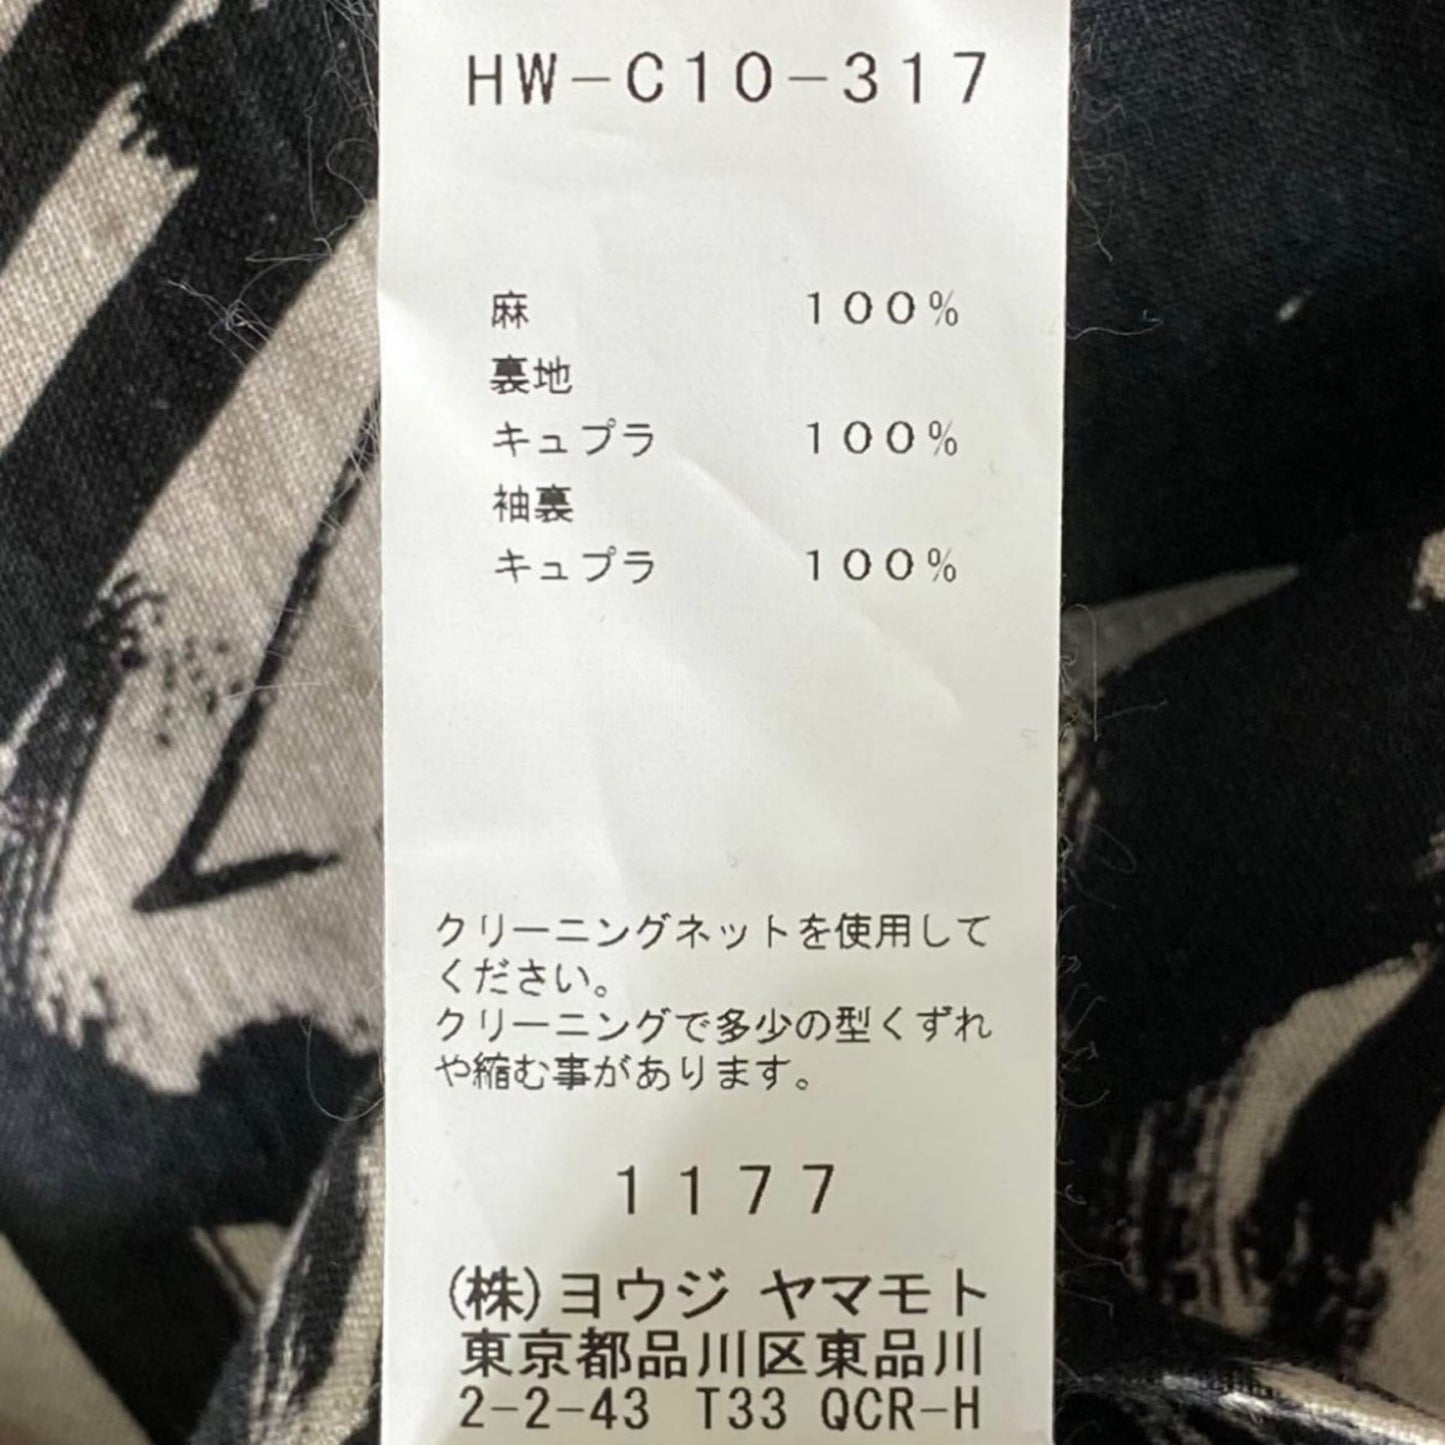 HW-C10-317
麻 100%
裏地
キュプラ 100%
袖裏
キュプラ 100%
クリーニングネットを使用して
ください。
クリーニングで多少の型くずれ
や縮む事があります。
1177
(株)ヨウジ ヤマモト
東京都品川区東品川
2-2-43 T33 QCR-H